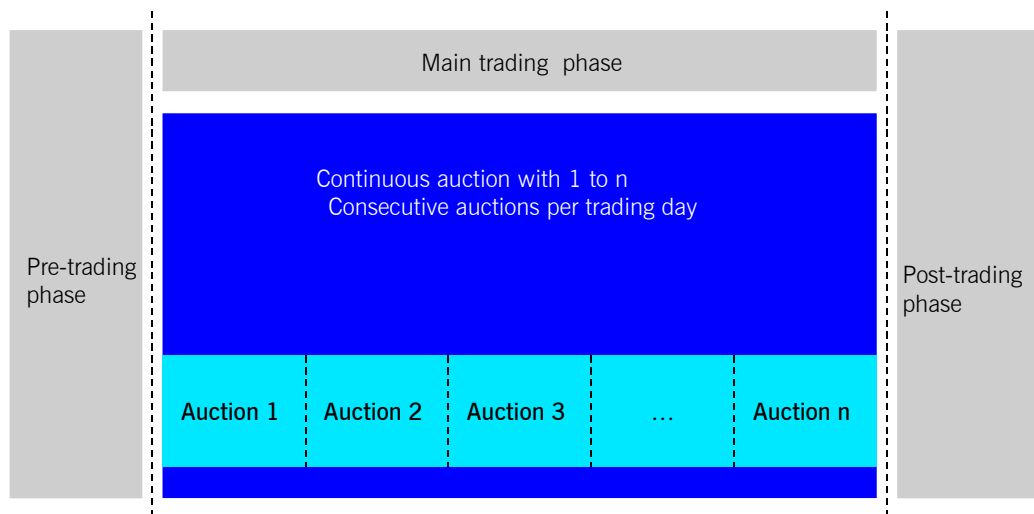 Main trading phase
Continuous auction with 1 to n
Consecutive auctions per trading day
Pre-trading
phase
Post-trading
phase
Auction 1
Auction 2
Auction 3
…
Auction n